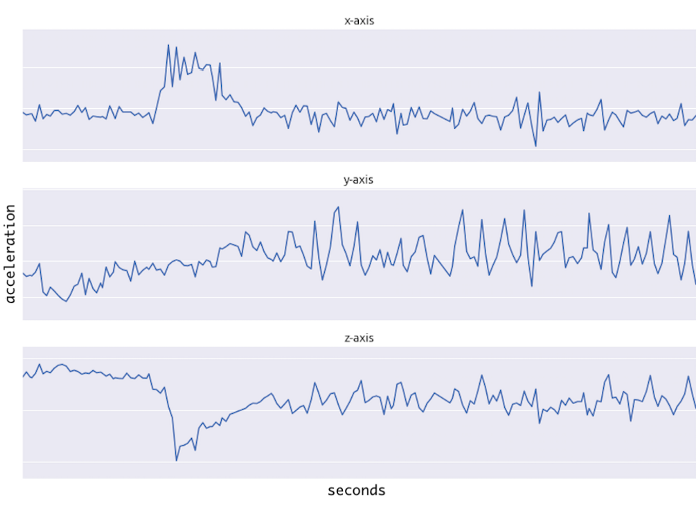 x-axis
y-axis
acceleration
z-axis
seconds